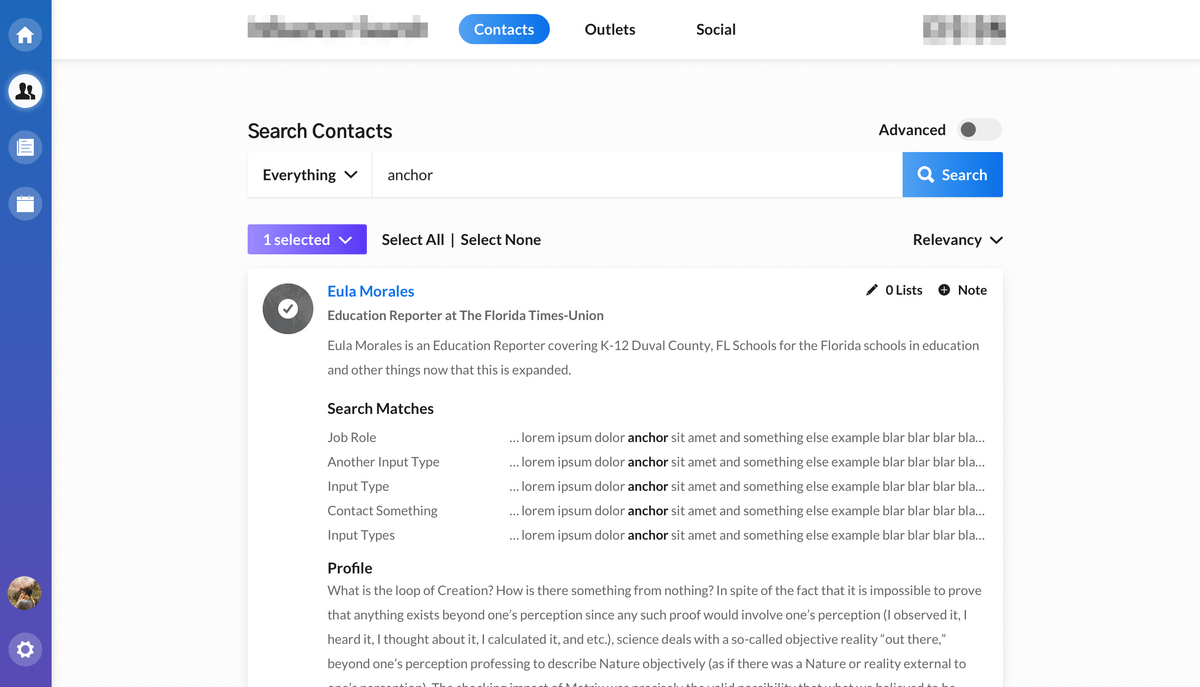 Contacts Outlets Social
Search Contacts
Advanced
Everything anchor Search
1 selected Select All | Select None Relevancy
Eula Morales
0 Lists Note
Education Reporter at The Florida Times-Union
Eula Morales is an Education Reporter covering K-12 Duval County, FL Schools for the Florida schools in education
and other things now that this is expanded.
Search Matches
Job Role ... lorem ipsum dolor anchor sit amet and something else example blar blar blar bla...
Another Input Type ... lorem ipsum dolor anchor sit amet and something else example blar blar blar bla...
Input Type ... lorem ipsum dolor anchor sit amet and something else example blar blar blar bla...
Contact Something ... lorem ipsum dolor anchor sit amet and something else example blar blar blar bla...
Input Types ... lorem ipsum dolor anchor sit amet and something else example blar blar blar bla...
Profile
What is the loop of Creation? How is there something from nothing? In spite of the fact that it is impossible to prove
that anything exists beyond one’s perception since any such proof would involve one’s perception (I observed it, I
heard it, I thought about it, I calculated it, and etc.), science deals with a so-called objective reality “out there,”
beyond one’s perception professing to describe Nature objectively (as if there was a Nature or reality external to